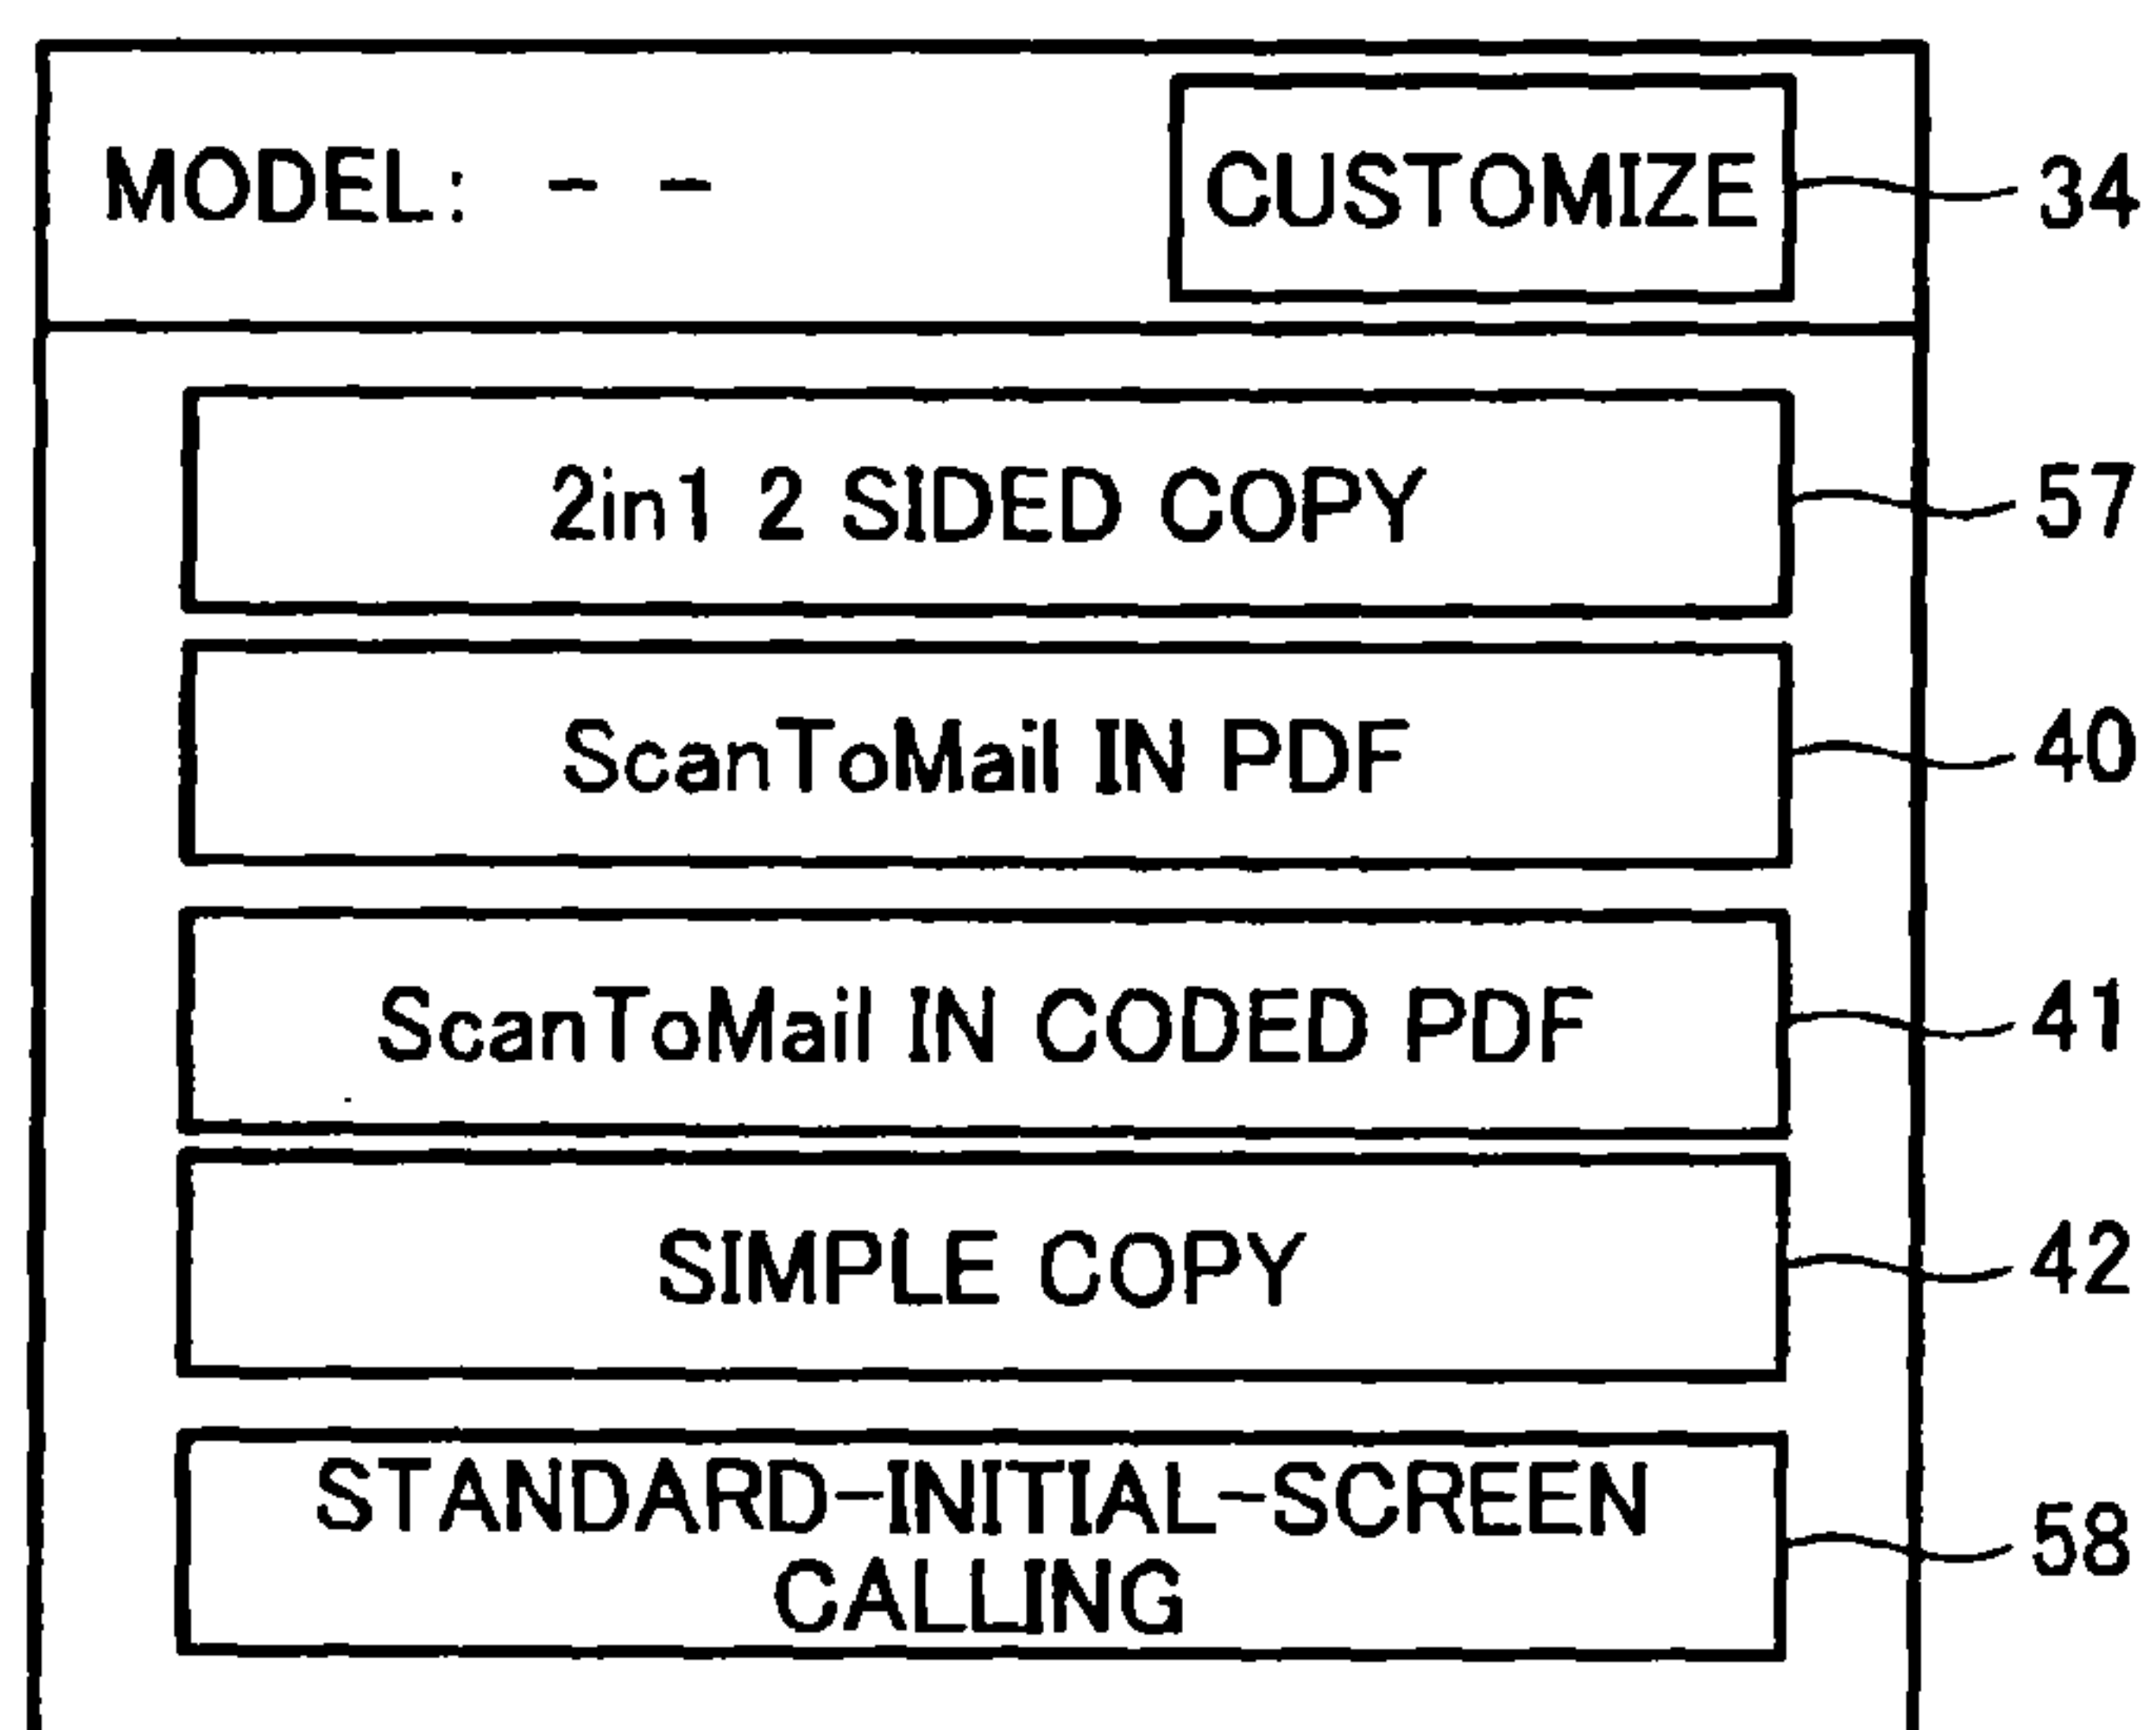 MODEL: - - CUSTOMIZE 34
2in1 2 SIDED COPY 57
ScanToMail IN PDF 40
ScanToMail IN CODED PDF 41
SIMPLE COPY 42
STANDARD-INITIAL-SCREEN
CALLING 58